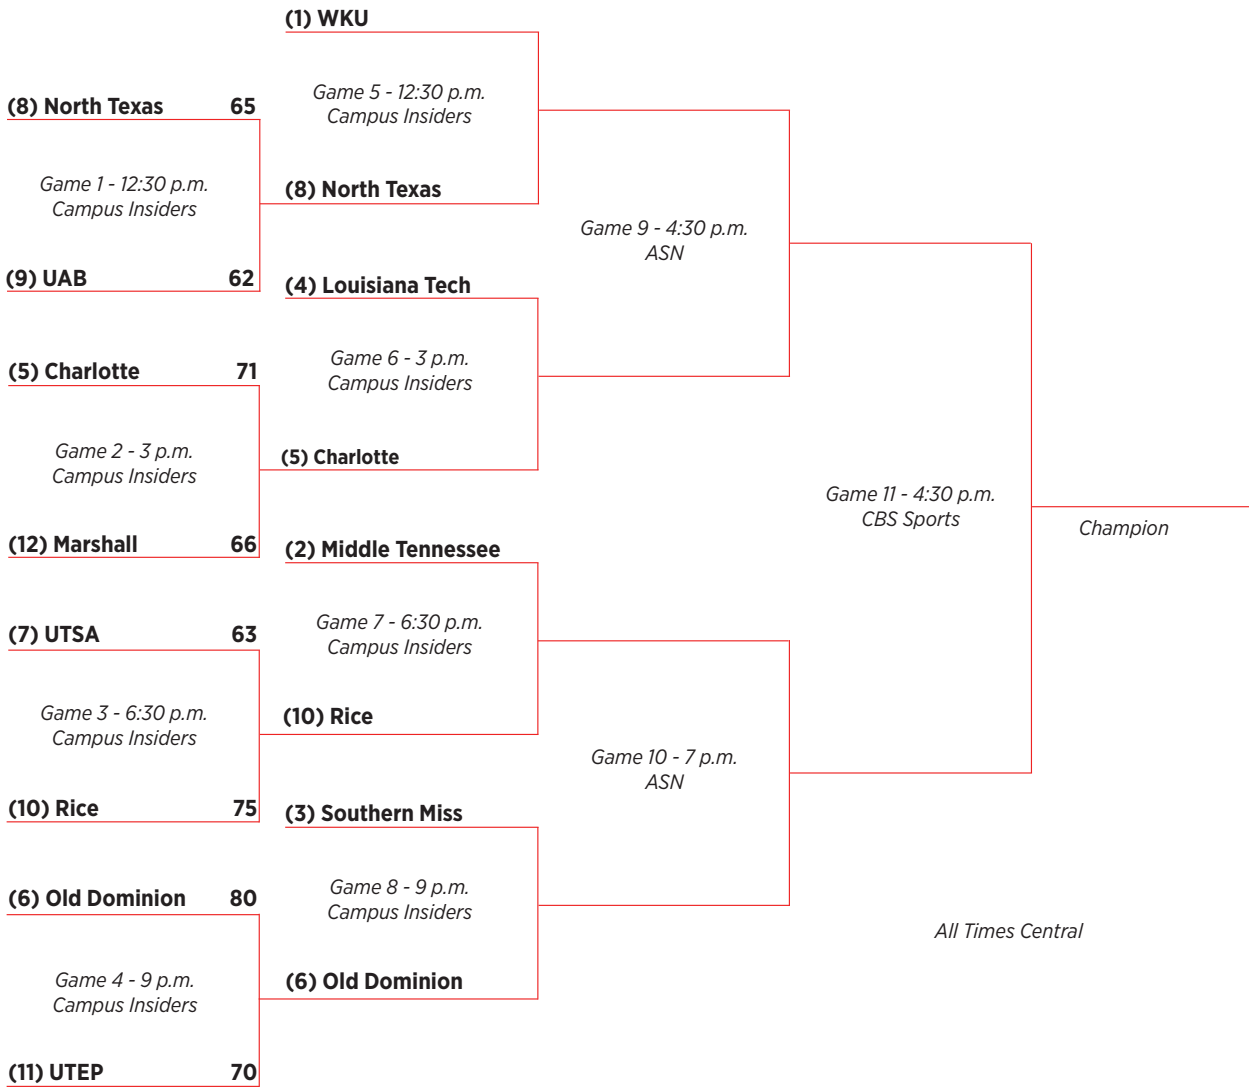 (1) WKU
Game 5 - 12:30 p.m.
Campus Insiders
(8) North Texas 65
Game 1 - 12:30 p.m.
Campus Insiders
(8) North Texas
Game 9 - 4:30 p.m.
ASN
(9) UAB 62
(4) Louisiana Tech
Game 6 - 3 p.m.
Campus Insiders
(5) Charlotte 71
Game 2 - 3 p.m.
Campus Insiders
(5) Charlotte
Game 11 - 4:30 p.m.
CBS Sports
Champion
(12) Marshall 66
(2) Middle Tennessee
Game 7 - 6:30 p.m.
Campus Insiders
(7) UTSA 63
Game 3 - 6:30 p.m.
Campus Insiders
(10) Rice
Game 10 - 7 p.m.
ASN
(10) Rice 75
(3) Southern Miss
Game 8 - 9 p.m.
Campus Insiders
(6) Old Dominion 80
All Times Central
Game 4 - 9 p.m.
Campus Insiders
(6) Old Dominion
(11) UTEP 70